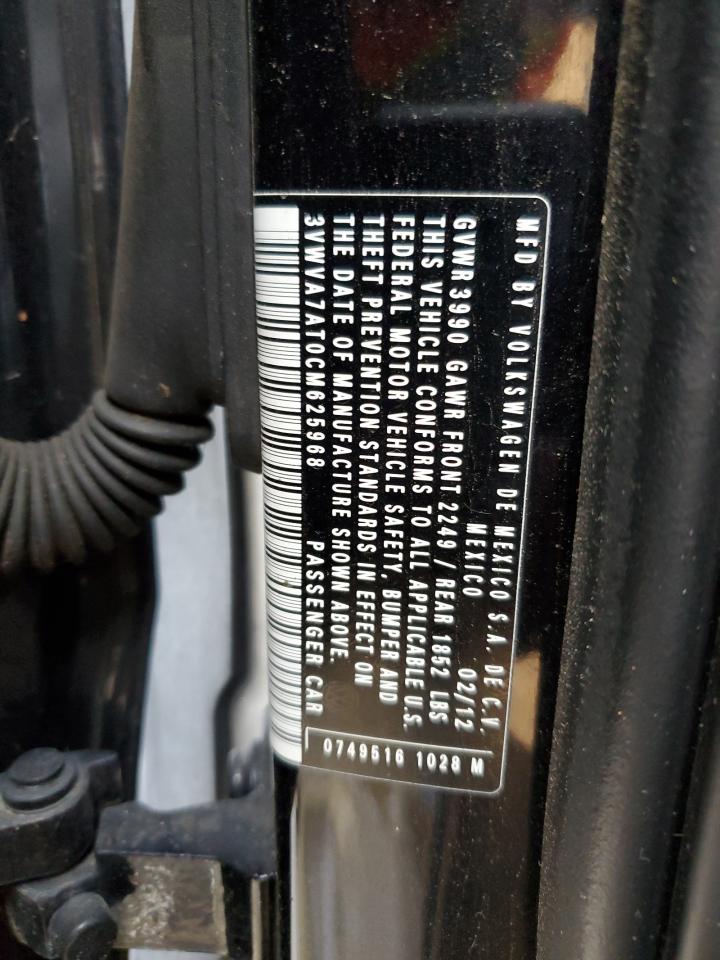 MFD BY VOLKSWAGEN DE MEXICO S.A. DE C.V.
MEXICO 02/12
GVWR 3990 GAWR FRONT 2249 / REAR 1852 LBS
THIS VEHICLE CONFORMS TO ALL APPLICABLE U.S.
FEDERAL MOTOR VEHICLE SAFETY, BUMPER AND
THEFT PREVENTION STANDARDS IN EFFECT ON
THE DATE OF MANUFACTURE SHOWN ABOVE.
3VWVA7AT0CM625968 PASSENGER CAR
0749516 1028 M